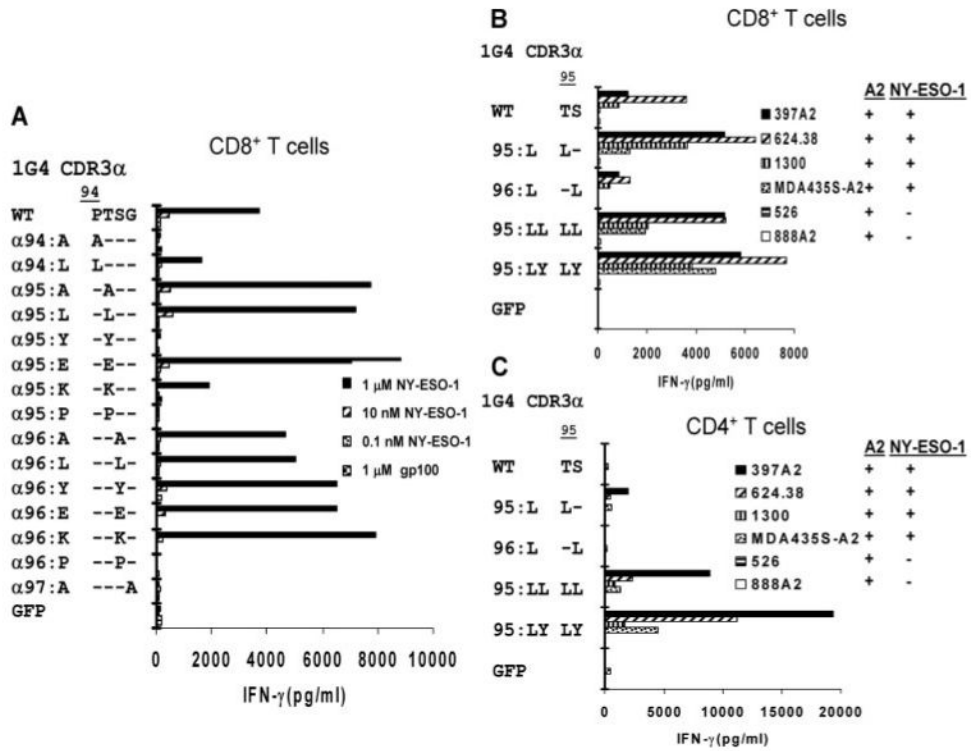 A
CD8+ T cells
1G4 CDR3α
94
WT PTSG
α94:A A---
α94:L L---
α95:A -A--
α95:L -L--
α95:Y -Y--
α95:E -E--
α95:K -K--
α95:P -P--
α96:A --A-
α96:L --L-
α96:Y --Y-
α96:E --E-
α96:K --K-
α96:P --P-
α97:A ---A
GFP
1 μM NY-ESO-1
10 nM NY-ESO-1
0.1 nM NY-ESO-1
1 μM gp100
0 2000 4000 6000 8000 10000
IFN-γ(pg/ml)
B
CD8+ T cells
1G4 CDR3α
95
WT TS
95:L L-
96:L -L
95:LL LL
95:LY LY
GFP
A2 NY-ESO-1
397A2 + +
624.38 + +
1300 + +
MDA435S-A2 + +
526 + -
888A2 + -
0 2000 4000 6000 8000
IFN-γ(pg/ml)
C
1G4 CDR3α
CD4+ T cells
95
WT TS
95:L L-
96:L -L
95:LL LL
95:LY LY
GFP
A2 NY-ESO-1
397A2 + +
624.38 + +
1300 + +
MDA435S-A2 + +
526 + -
888A2 + -
0 5000 10000 15000 20000
IFN-γ(pg/ml)